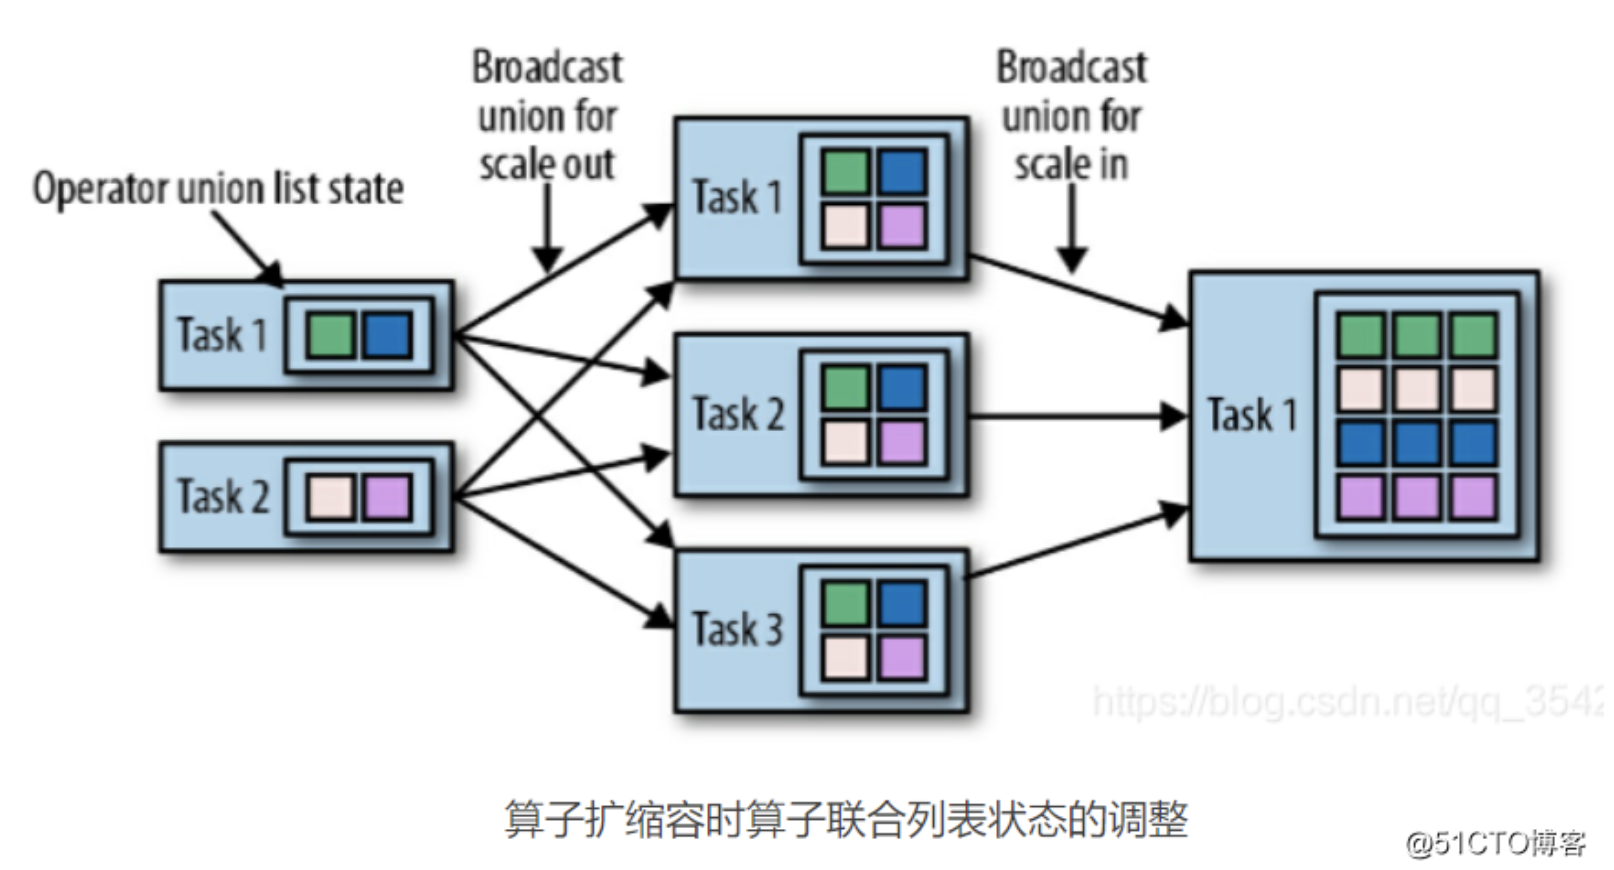 Operator union list state
Broadcast
union for
scale out
Broadcast
union for
scale in
Task 1
Task 2
Task 1
Task 2
Task 3
Task 1
https://blog.csdn.net/qq_3542
算子扩缩容时算子联合列表状态的调整
@51CTO博客